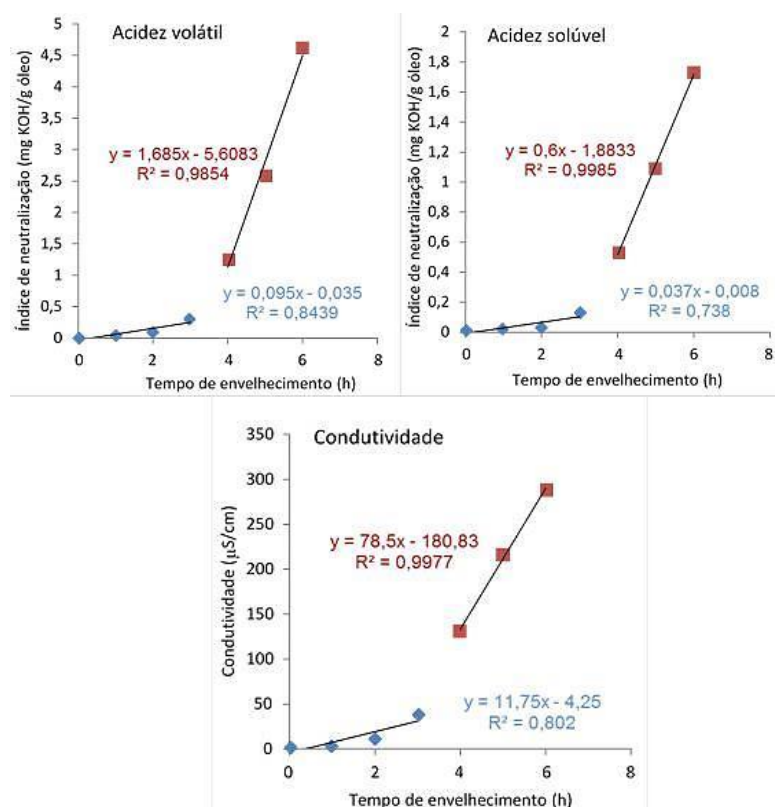 Acidez volátil
Índice de neutralização (mg KOH/g óleo)
5
4,5
4
3,5
3
2,5
2
1,5
1
0,5
0
y = 1,685x - 5,6083
R² = 0,9854
y = 0,095x - 0,035
R² = 0,8439
0
2
4
6
8
Tempo de envelhecimento (h)
Acidez solúvel
Índice de neutralização (mg KOH/g óleo)
2
1,8
1,6
1,4
1,2
1
0,8
0,6
0,4
0,2
0
y = 0,6x - 1,8833
R² = 0,9985
y = 0,037x - 0,008
R² = 0,738
0
2
4
6
8
Tempo de envelhecimento (h)
Condutividade
Condutividade (µS/cm)
350
300
250
200
150
100
50
0
y = 78,5x - 180,83
R² = 0,9977
y = 11,75x - 4,25
R² = 0,802
0
2
4
6
8
Tempo de envelhecimento (h)